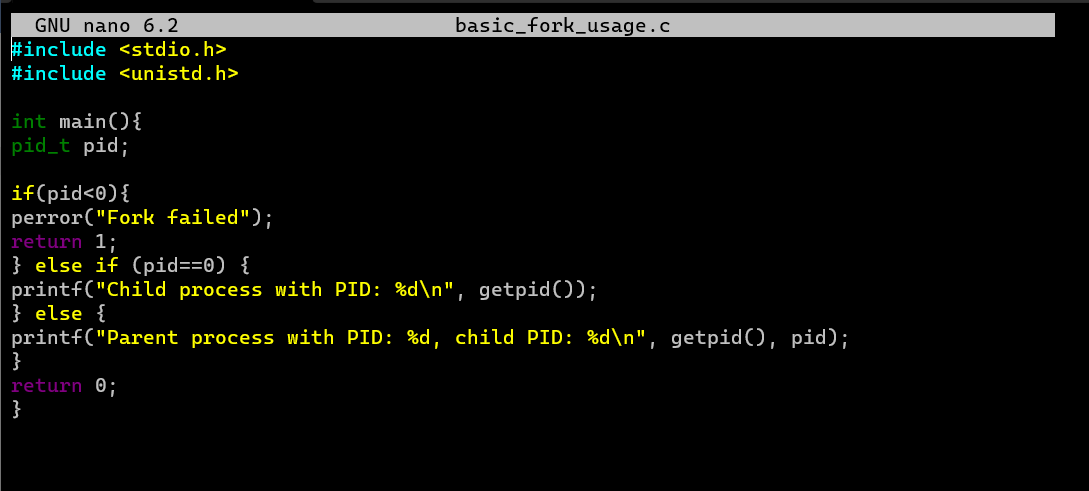 GNU nano 6.2 basic_fork_usage.c
#include <stdio.h>
#include <unistd.h>
int main(){
pid_t pid;
if(pid<0){
perror("Fork failed");
return 1;
} else if (pid==0) {
printf("Child process with PID: %d\n", getpid());
} else {
printf("Parent process with PID: %d, child PID: %d\n", getpid(), pid);
}
return 0;
}